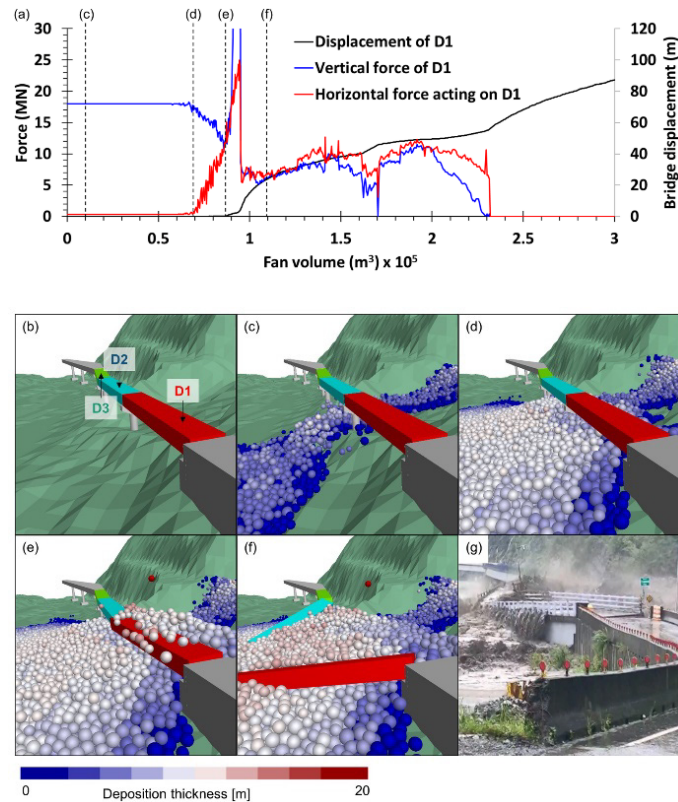 (a) (c) (d) (e) (f)
30 120
25 100
20 80
15 60
10 40
5 20
0 0
Force (MN)
Bridge displacement (m)
Displacement of D1
Vertical force of D1
Horizontal force acting on D1
0 0.5 1 1.5 2 2.5 3
Fan volume (m³) x 10⁵
(b) (c) (d)
D2
D3
D1
(e) (f) (g)
0 20
Deposition thickness [m]